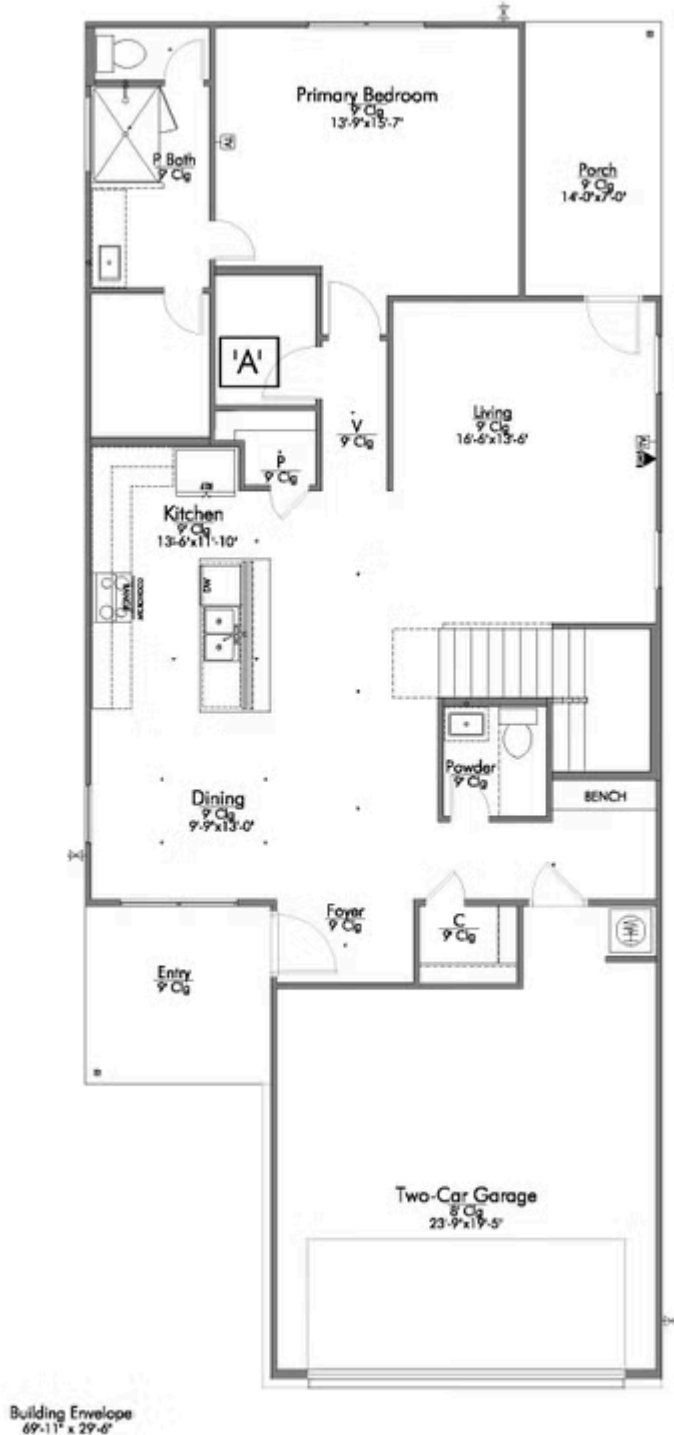 Primary Bedroom
9' Clg
13'-9"x15'-7"
P. Bath
9' Clg
Porch
9' Clg
14'-0"x7'-0"
'A'
V
9' Clg
Living
9' Clg
16'-6"x13'-6"
P
9' Clg
Kitchen
9' Clg
13'-6"x11'-10"
DW
RANGE
Powder
9' Clg
BENCH
Dining
9' Clg
9'-9"x13'-0"
Foyer
9' Clg
C
9' Clg
WH
Entry
9' Clg
Two-Car Garage
8' Clg
23'-9"x19'-5"
Building Envelope
69'-11" x 29'-6"